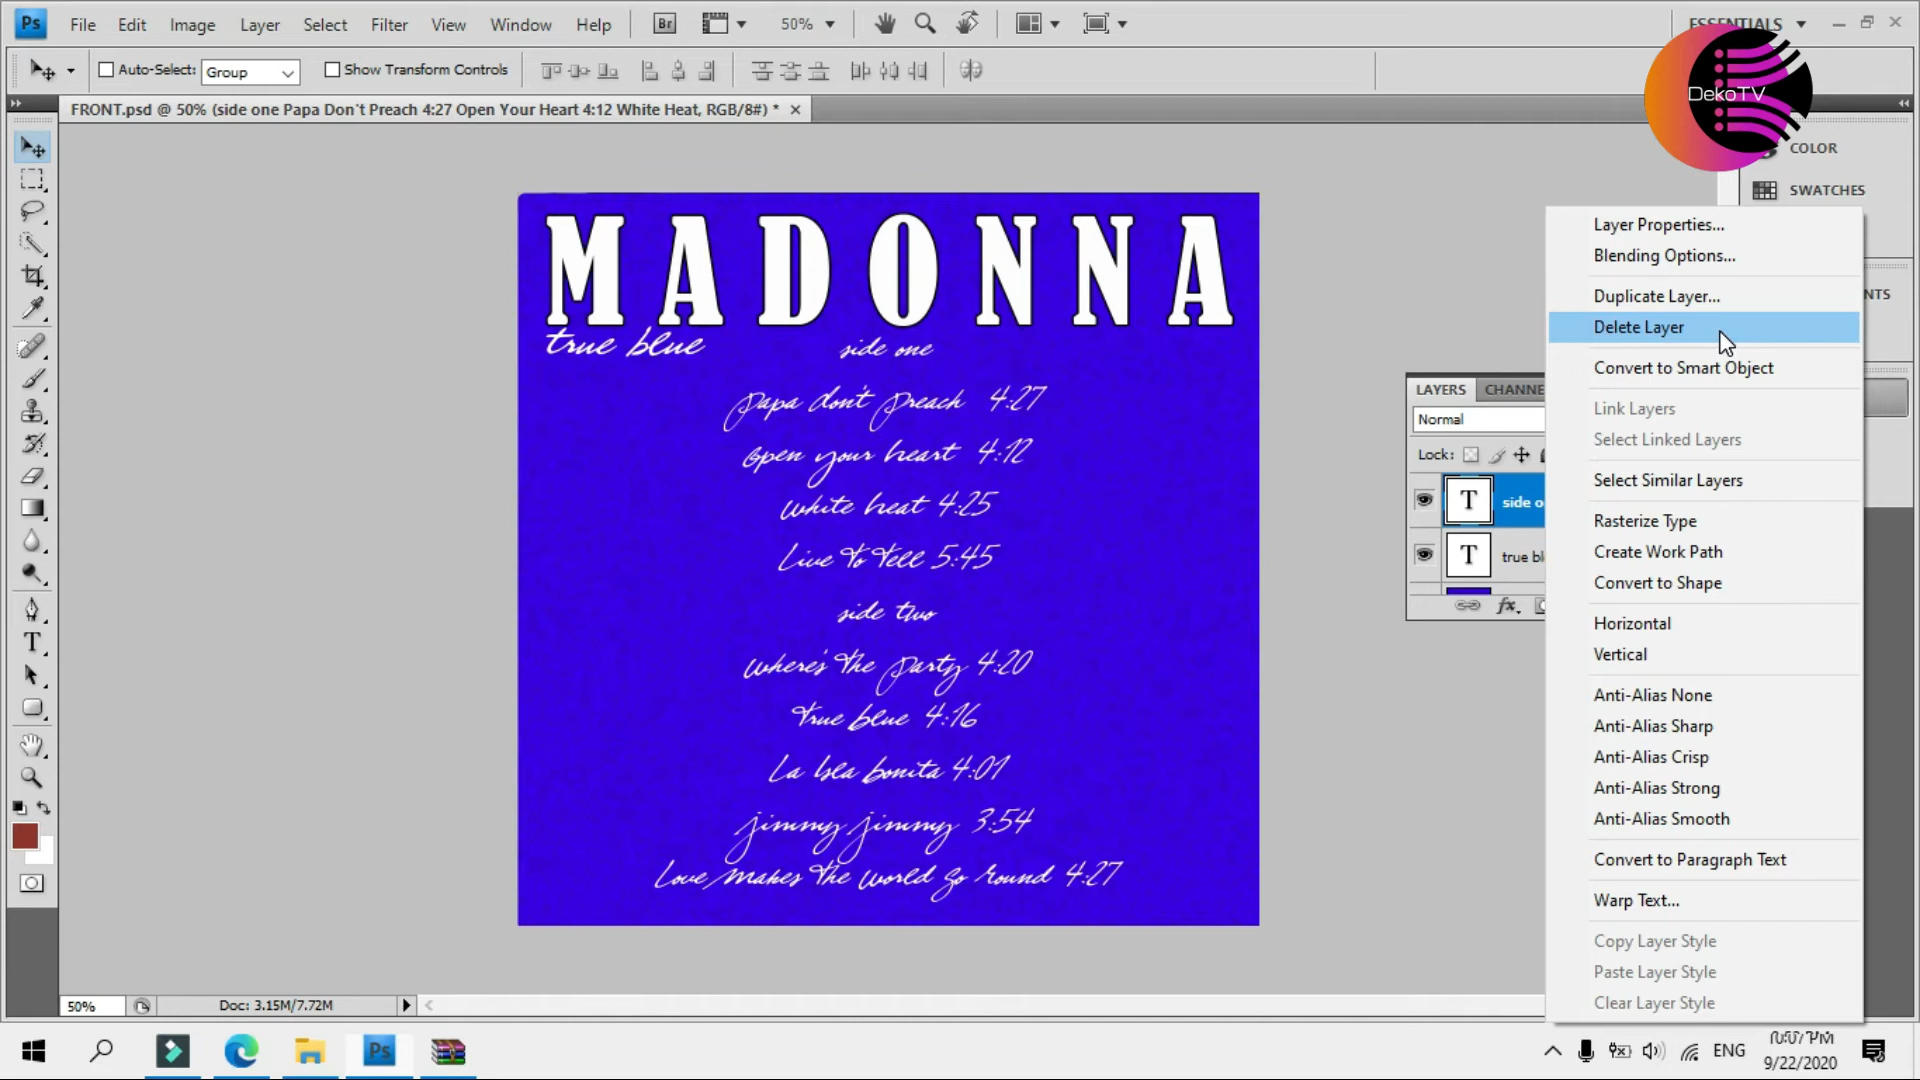 Ps File Edit Image Layer Select Filter View Window Help Br 50% ESSENTIALS
Auto-Select: Group Show Transform Controls
DekoTV
FRONT.psd @ 50% (side one Papa Don't Preach 4:27 Open Your Heart 4:12 White Heat, RGB/8#) *
COLOR
SWATCHES
MADONNA
true blue
side one
papa don't preach 4:27
open your heart 4:12
white heat 4:25
Live to tell 5:45
side two
where's the party 4:20
true blue 4:16
La Isla bonita 4:01
jimmy jimmy 3:54
Love makes the world go round 4:27
LAYERS CHANNE
Normal
Lock:
T side o
T true bl
fx
Layer Properties...
Blending Options...
Duplicate Layer...
Delete Layer
Convert to Smart Object
Link Layers
Select Linked Layers
Select Similar Layers
Rasterize Type
Create Work Path
Convert to Shape
Horizontal
Vertical
Anti-Alias None
Anti-Alias Sharp
Anti-Alias Crisp
Anti-Alias Strong
Anti-Alias Smooth
Convert to Paragraph Text
Warp Text...
Copy Layer Style
Paste Layer Style
Clear Layer Style
NTS
T
50% Doc: 3.15M/7.72M
Ps
ENG
9/22/2020